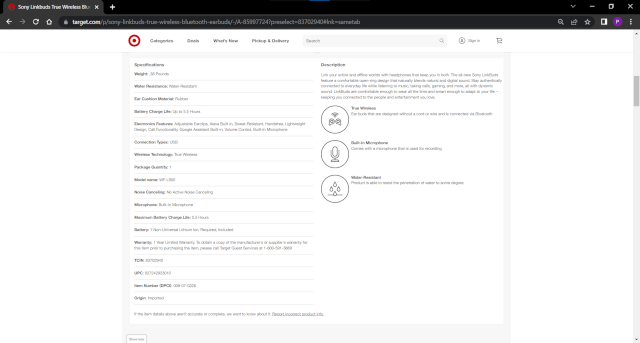 Sony Linkbuds True Wireless Blu
target.com/p/sony-linkbuds-true-wireless-bluetooth-earbuds/-/A-85997724?preselect=83702940#lnk=sametab
Categories Deals What's New Pickup & Delivery Search Sign in
Specifications
Weight: .36 Pounds
Water Resistance: Water-Resistant
Ear Cushion Material: Rubber
Battery Charge Life: Up to 5.5 Hours
Electronics Features: Adjustable Earclips, Alexa Built-In, Sweat Resistant, Handsfree, Lightweight
Design, Call Functionality, Google Assistant Built-In, Volume Control, Built-In Microphone
Connection Types: USB
Wireless Technology: True Wireless
Package Quantity: 1
Model name:
Noise Canceling: No Active Noise Canceling
Microphone: Built-In Microphone
Maximum Battery Charge Life: 5.5 Hours
Battery: 1 Non-Universal Lithium Ion, Required, Included
Warranty: 1 Year Limited Warranty. To obtain a copy of the manufacturer's or supplier's warranty for
this item prior to purchasing the item, please call Target Guest Services at 1-800-591-3869
TCIN:
UPC:
Item Number (DPCI):
Origin: Imported
If the item details above aren't accurate or complete, we want to know about it. Report incorrect product info.
Description
Link your online and offline worlds with headphones that keep you in both. The all-new Sony LinkBuds
feature a comfortable open-ring design that naturally blends natural and digital sound. Stay authentically
connected to everyday life while listening to music, taking calls, gaming, and more, all with dynamic
sound. LinkBuds are comfortable enough to wear all the time and smart enough to adapt to your life –
keeping you connected to the people and entertainment you love.
True Wireless
Ear buds that are designed without a cord or wire and is connected via Bluetooth
Built-In Microphone
Comes with a microphone that is used for recording
Water-Resistant
Product is able to resist the penetration of water to some degree